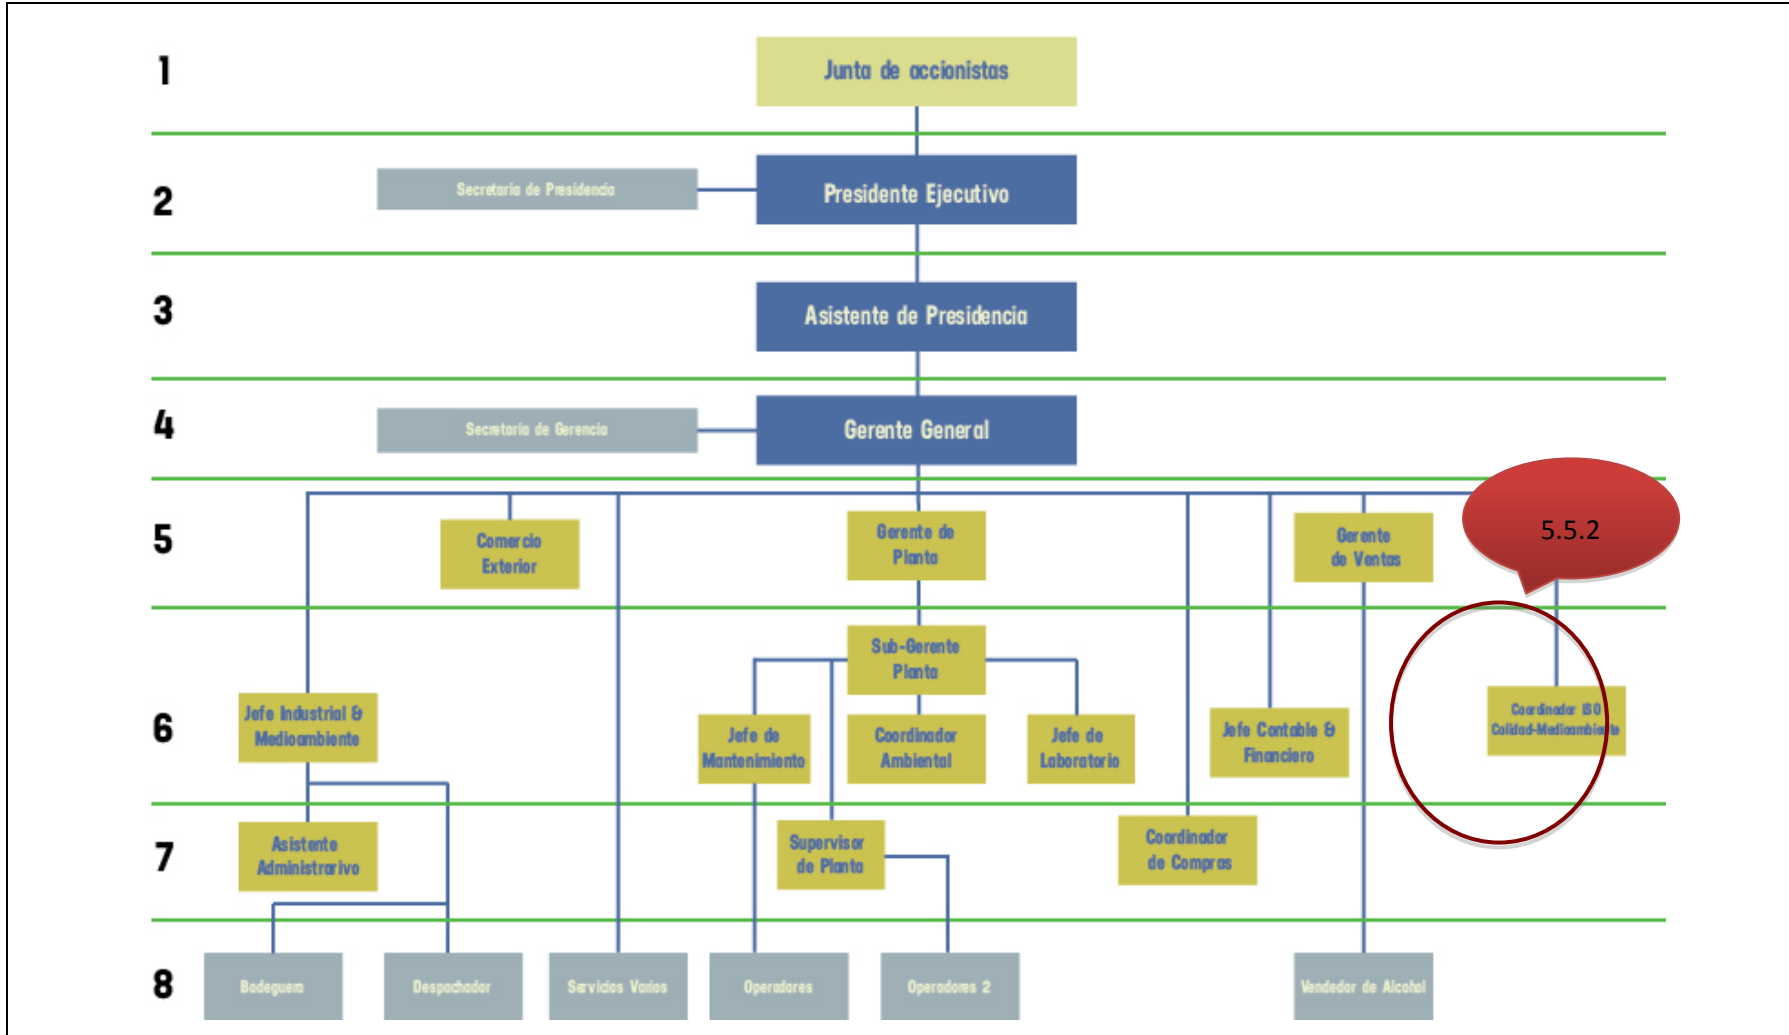 1
Junta de accionistas
2
Secretaria de Presidencia
Presidente Ejecutivo
3
Asistente de Presidencia
4
Secretaria de Gerencia
Gerente General
5
Comercio
Exterior
Gerente de
Planta
Gerente
de Ventas
5.5.2
6
Jefe Industrial &
Medioambiente
Sub-Gerente
Planta
Jefe de
Mantenimiento
Coordinador
Ambiental
Jefe de
Laboratorio
Jefe Contable &
Financiero
Coordinador ISO
Calidad-Medioambiente
7
Asistente
Administrarivo
Supervisor
de Planta
Coordinador
de Compras
8
Bodeguero
Despachador
Servicios Varios
Operadores
Operadores 2
Vendedor de Alcohol